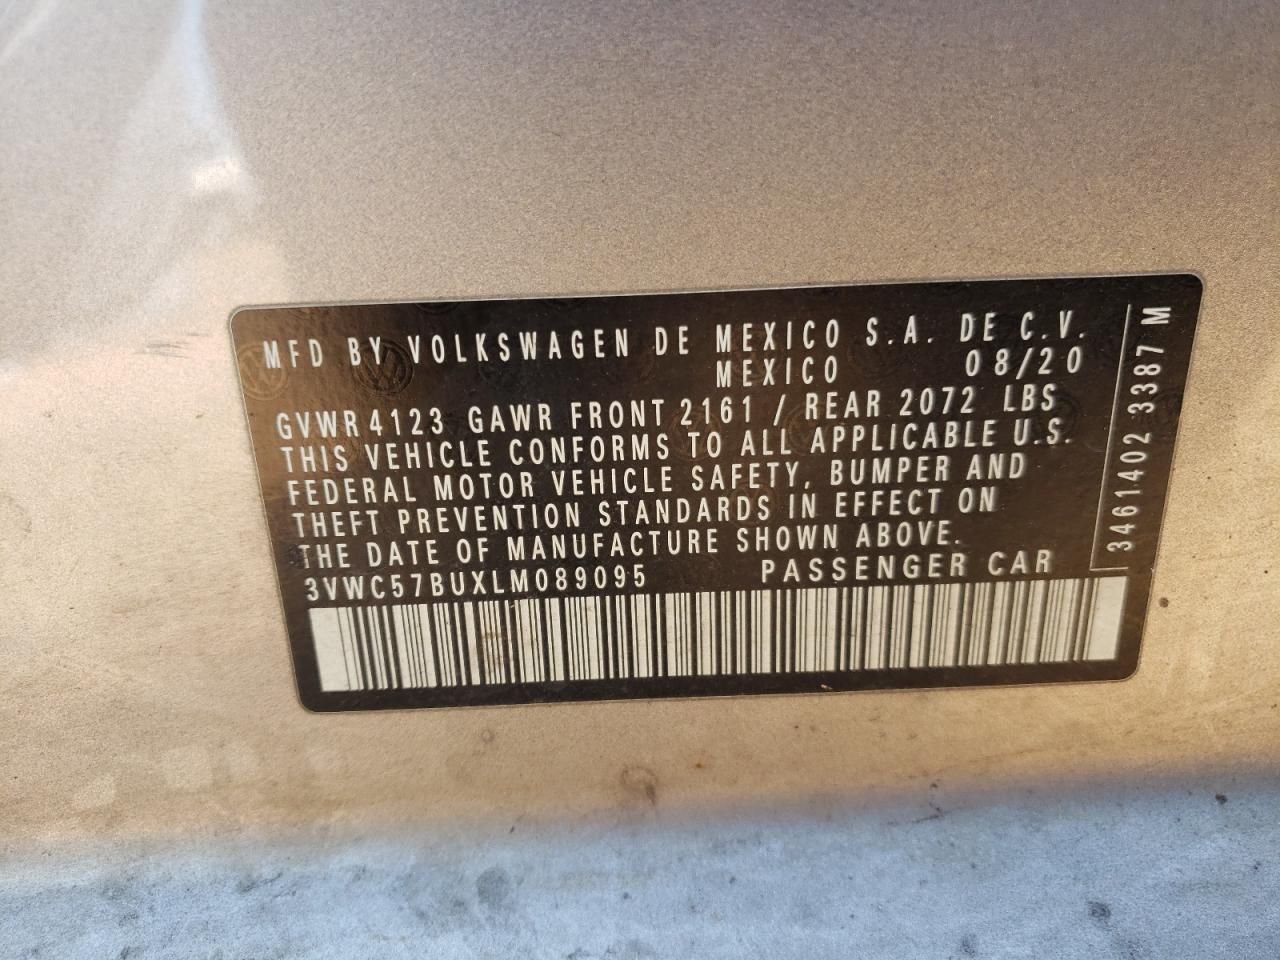 MFD BY VOLKSWAGEN DE MEXICO S.A. DE C.V.
MEXICO 08/20
GVWR 4123 GAWR FRONT 2161 / REAR 2072 LBS
THIS VEHICLE CONFORMS TO ALL APPLICABLE U.S.
FEDERAL MOTOR VEHICLE SAFETY, BUMPER AND
THEFT PREVENTION STANDARDS IN EFFECT ON
THE DATE OF MANUFACTURE SHOWN ABOVE.
3VWC57BUXLM089095 PASSENGER CAR
3461402 3387 M